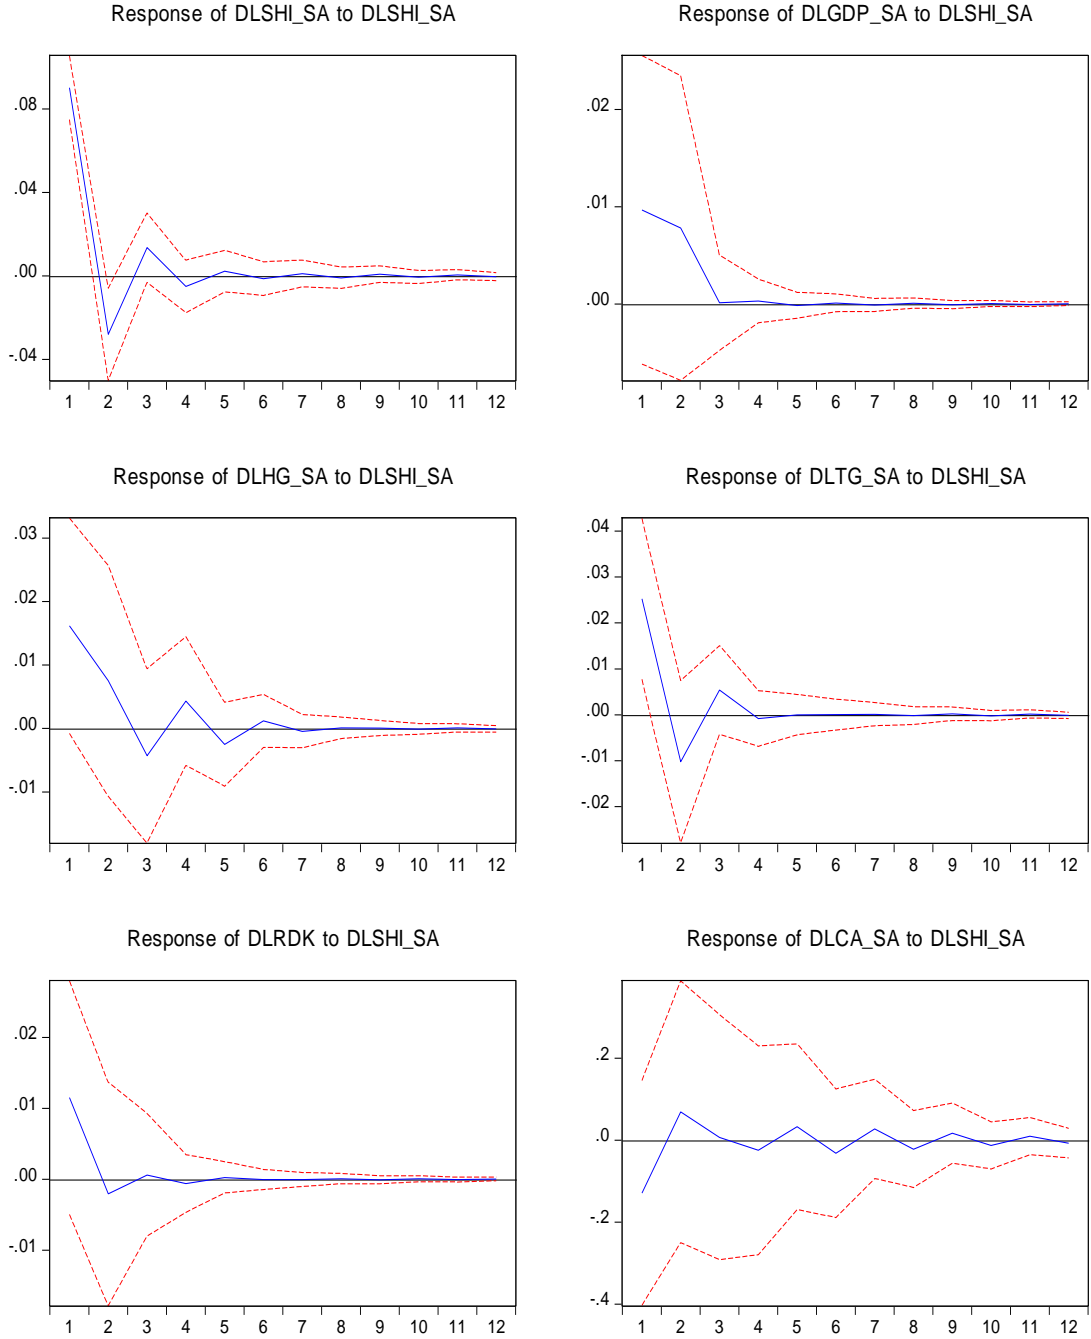 Response of DLSHI_SA to DLSHI_SA
.08
.04
.00
-.04
1 2 3 4 5 6 7 8 9 10 11 12
Response of DLGDP_SA to DLSHI_SA
.02
.01
.00
1 2 3 4 5 6 7 8 9 10 11 12
Response of DLHG_SA to DLSHI_SA
.03
.02
.01
.00
-.01
1 2 3 4 5 6 7 8 9 10 11 12
Response of DLTG_SA to DLSHI_SA
.04
.03
.02
.01
.00
-.01
-.02
1 2 3 4 5 6 7 8 9 10 11 12
Response of DLRDK to DLSHI_SA
.02
.01
.00
-.01
1 2 3 4 5 6 7 8 9 10 11 12
Response of DLCA_SA to DLSHI_SA
.2
.0
-.2
-.4
1 2 3 4 5 6 7 8 9 10 11 12